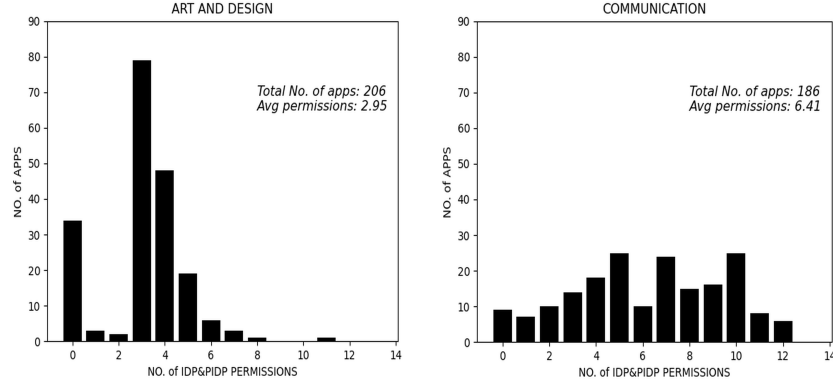 ART AND DESIGN
90
80
70
60
50
40
30
20
10
0
NO. of APPS
Total No. of apps: 206
Avg permissions: 2.95
0 2 4 6 8 10 12 14
NO. of IDP&PIDP PERMISSIONS
COMMUNICATION
90
80
70
60
50
40
30
20
10
0
NO. of APPS
Total No. of apps: 186
Avg permissions: 6.41
0 2 4 6 8 10 12 14
NO. of IDP&PIDP PERMISSIONS